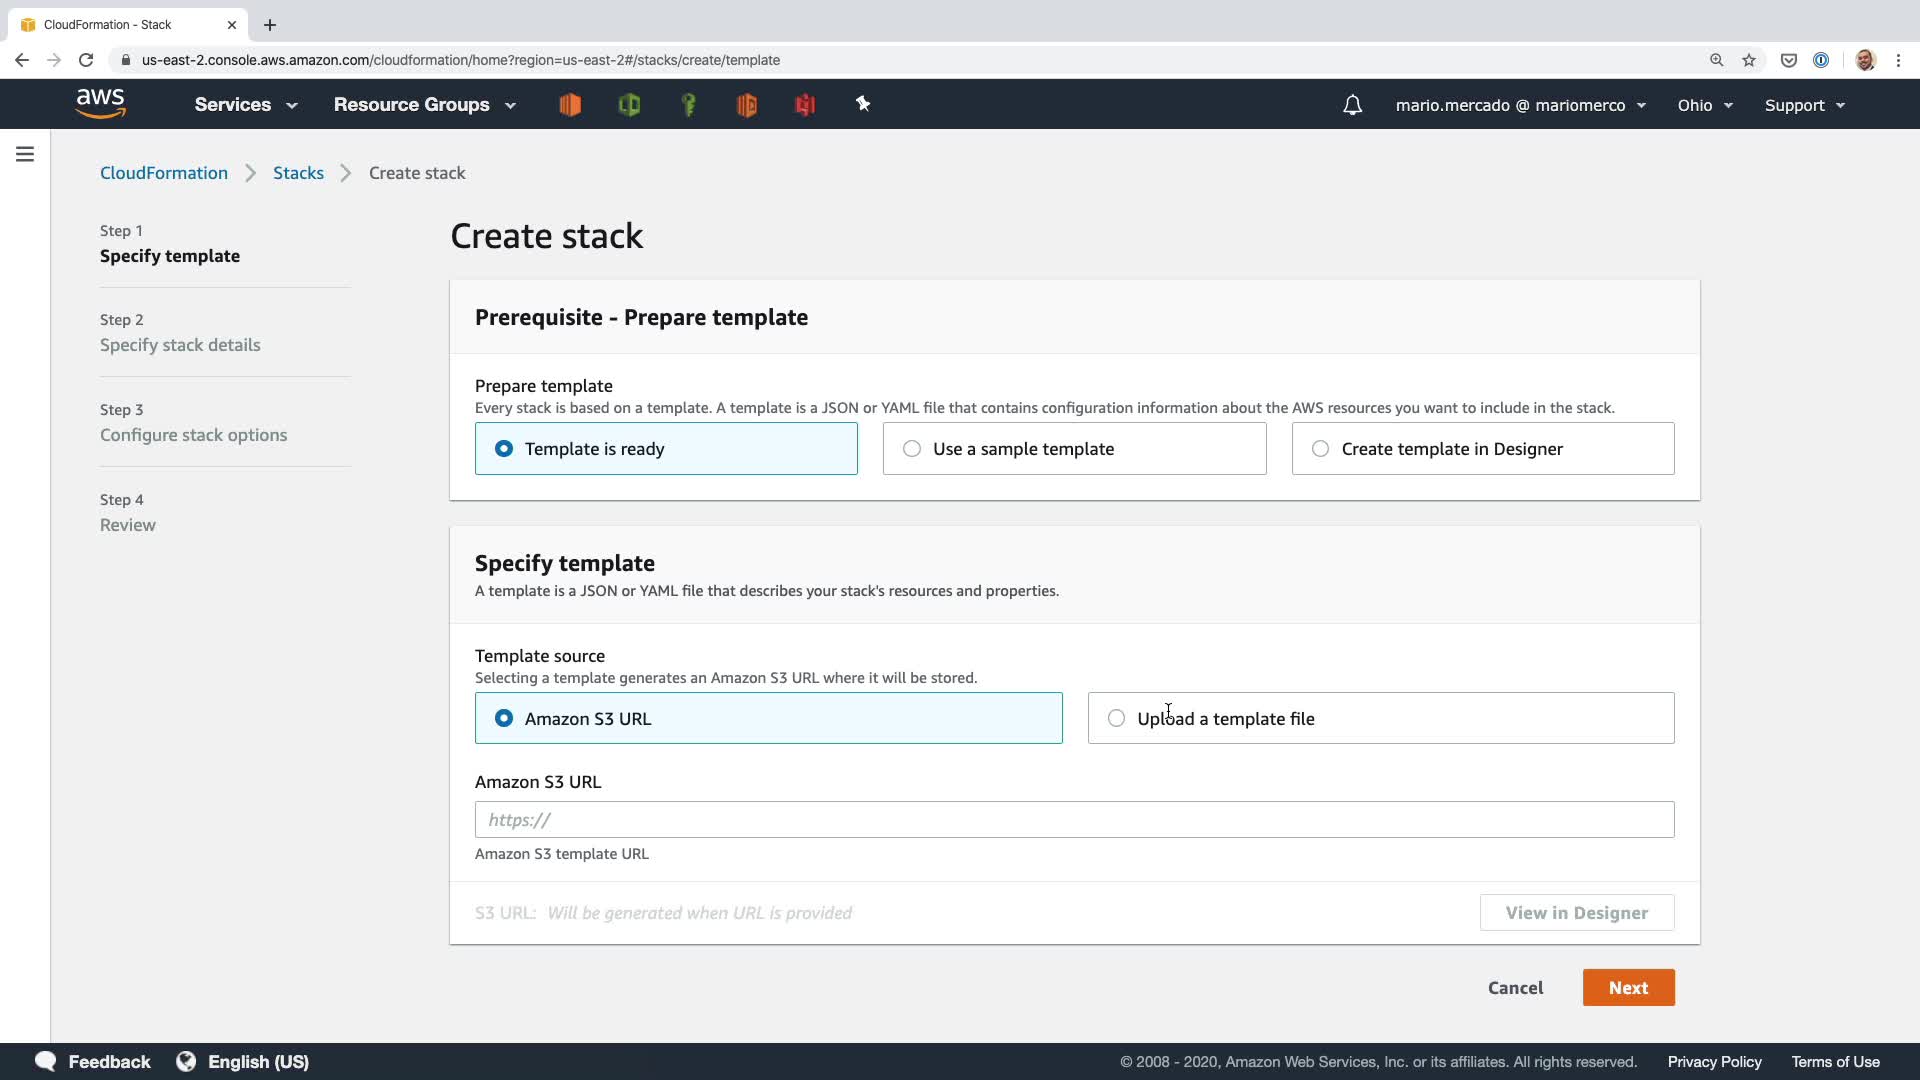 CloudFormation - Stack
us-east-2.console.aws.amazon.com/cloudformation/home?region=us-east-2#/stacks/create/template
aws
Services
Resource Groups
mario.mercado @ mariomerco
Ohio
Support
CloudFormation
Stacks
Create stack
Step 1
Specify template
Step 2
Specify stack details
Step 3
Configure stack options
Step 4
Review
Create stack
Prerequisite - Prepare template
Prepare template
Every stack is based on a template. A template is a JSON or YAML file that contains configuration information about the AWS resources you want to include in the stack.
Template is ready
Use a sample template
Create template in Designer
Specify template
A template is a JSON or YAML file that describes your stack's resources and properties.
Template source
Selecting a template generates an Amazon S3 URL where it will be stored.
Amazon S3 URL
Upload a template file
Amazon S3 URL
https://
Amazon S3 template URL
S3 URL: Will be generated when URL is provided
View in Designer
Cancel
Next
Feedback
English (US)
© 2008 - 2020, Amazon Web Services, Inc. or its affiliates. All rights reserved.
Privacy Policy
Terms of Use